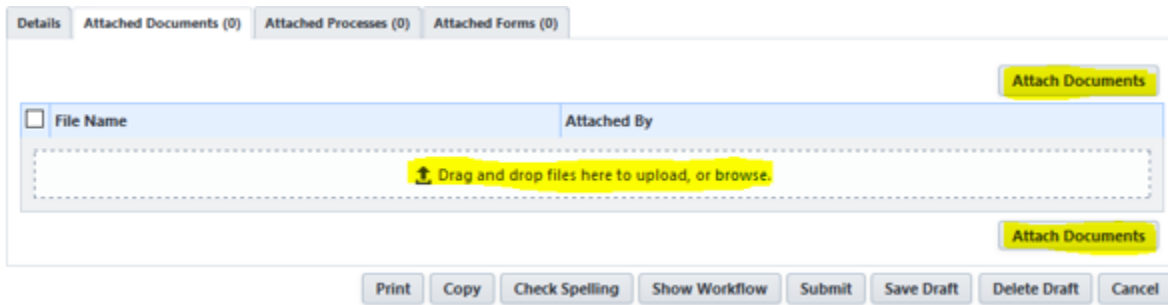 Details Attached Documents (0) Attached Processes (0) Attached Forms (0)
Attach Documents
File Name Attached By
Drag and drop files here to upload, or browse.
Attach Documents
Print Copy Check Spelling Show Workflow Submit Save Draft Delete Draft Cancel